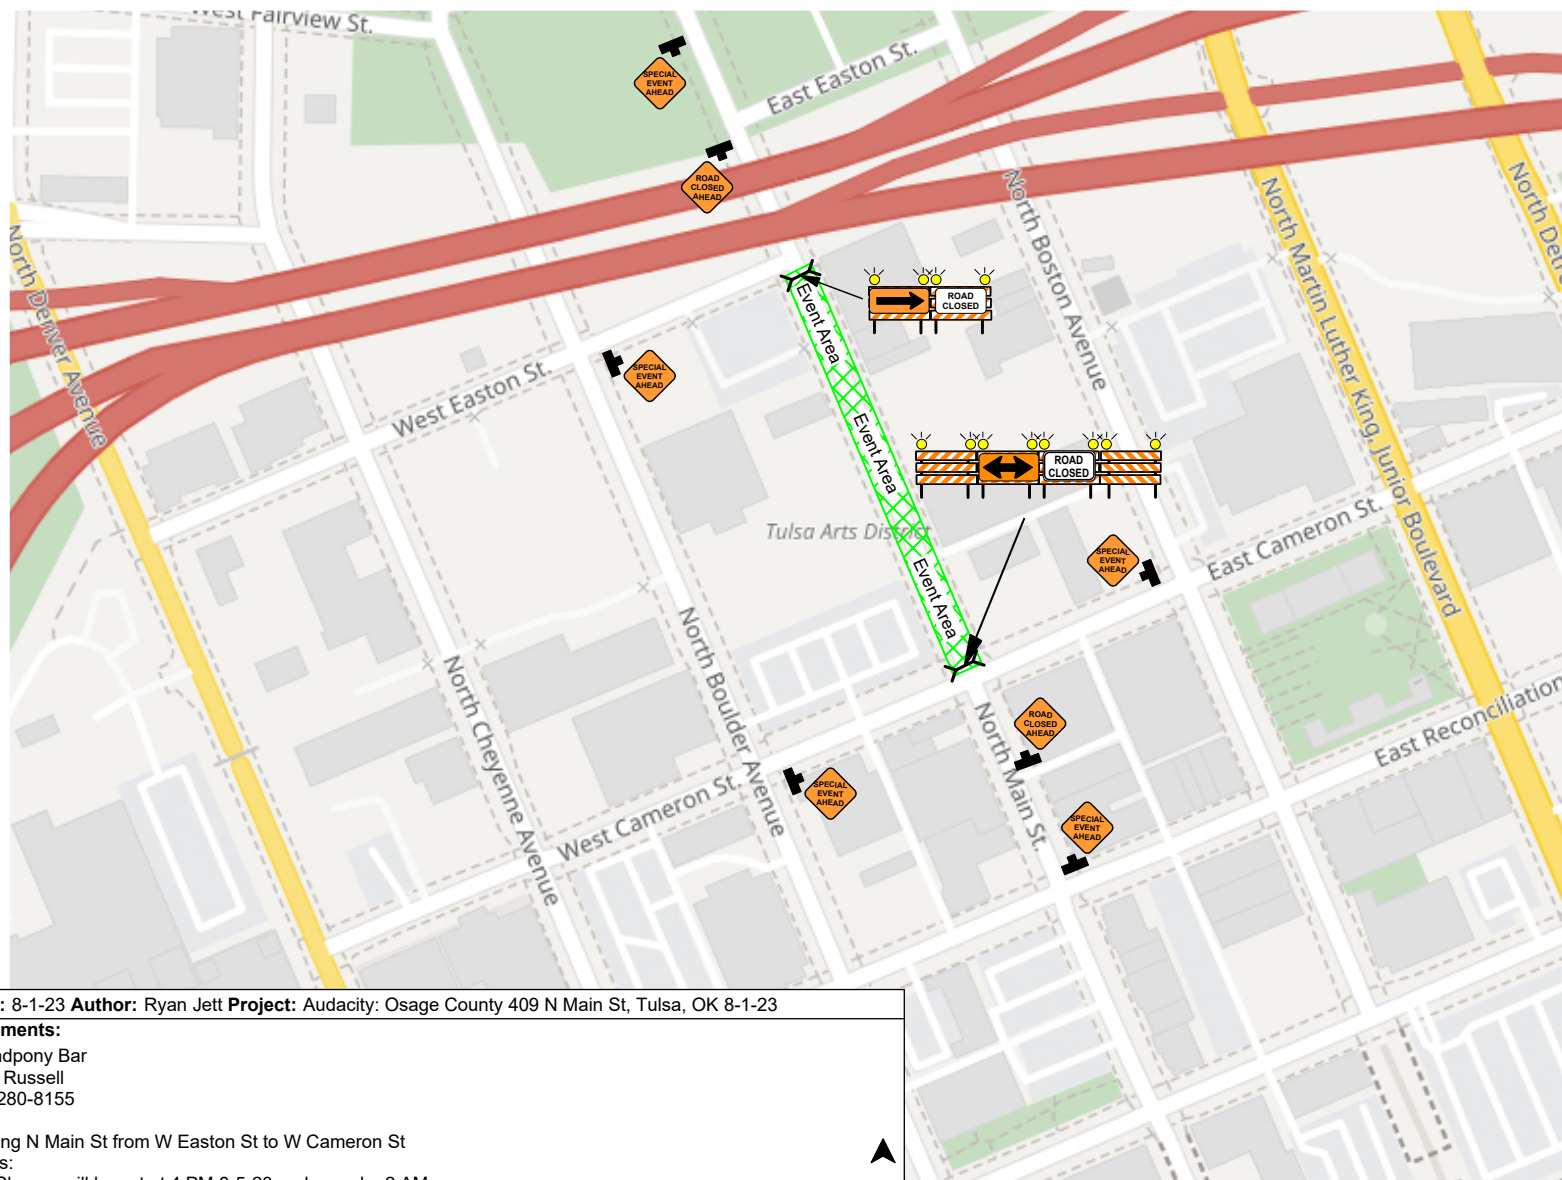 West Fairview St.
SPECIAL
EVENT
AHEAD
East Easton St.
ROAD
CLOSED
AHEAD
North Denver Avenue
North Boston Avenue
North Martin Luther King, Junior Boulevard
North Det
ROAD
CLOSED
Event Area
SPECIAL
EVENT
AHEAD
West Easton St.
Event Area
ROAD
CLOSED
Tulsa Arts District
SPECIAL
EVENT
AHEAD
East Cameron St.
Event Area
North Cheyenne Avenue
North Boulder Avenue
North Main St.
ROAD
CLOSED
AHEAD
East Reconciliation
SPECIAL
EVENT
AHEAD
West Cameron St.
SPECIAL
EVENT
AHEAD
: 8-1-23 Author: Ryan Jett Project: Audacity: Osage County 409 N Main St, Tulsa, OK 8-1-23
ments:
dpony Bar
Russell
280-8155
ng N Main St from W Easton St to W Cameron St
s: